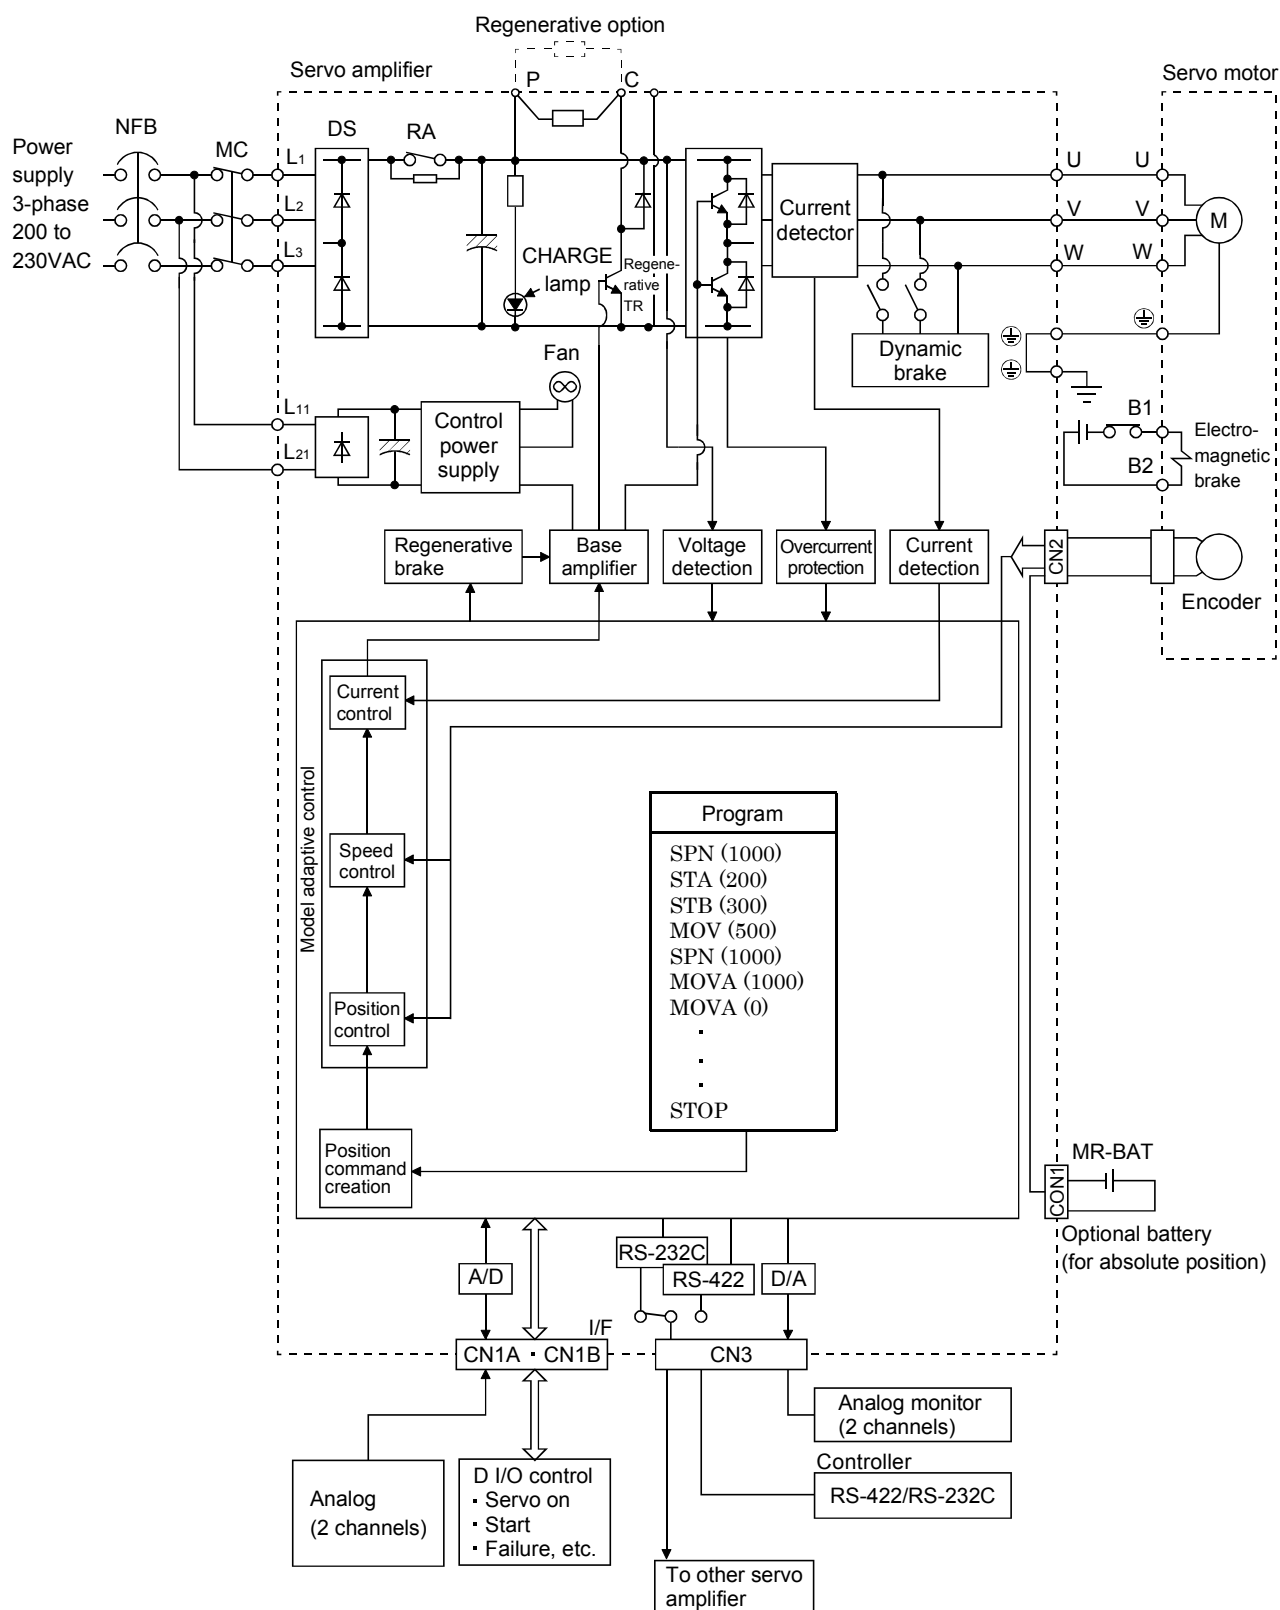 Regenerative option
Servo amplifier
P
C
Servo motor
NFB
DS
RA
Power
supply
3-phase
200 to
230VAC
MC
L1
L2
L3
U
U
V
V
W
W
Current
detector
M
CHARGE
lamp
Regene-
rative
TR
Dynamic
brake
Fan
L11
L21
Control
power
supply
B1
B2
Electro-
magnetic
brake
Regenerative
brake
Base
amplifier
Voltage
detection
Overcurrent
protection
Current
detection
CN2
Encoder
Model adaptive control
Current
control
Speed
control
Position
control
Position
command
creation
Program
SPN (1000)
STA (200)
STB (300)
MOV (500)
SPN (1000)
MOVA (1000)
MOVA (0)
.
.
.
STOP
MR-BAT
CON1
Optional battery
(for absolute position)
A/D
RS-232C
RS-422
D/A
I/F
CN1A ・ CN1B
CN3
Analog monitor
(2 channels)
Controller
RS-422/RS-232C
Analog
(2 channels)
D I/O control
・ Servo on
・ Start
・ Failure, etc.
To other servo
amplifier